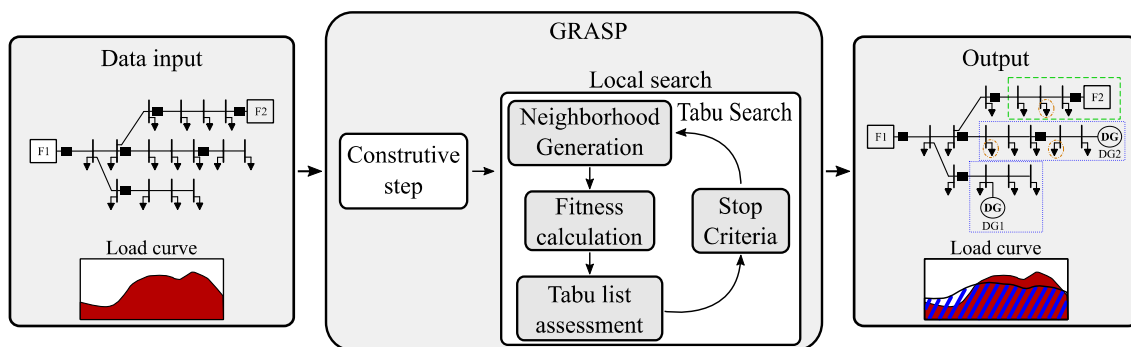 Data input
F2
F1
Load curve
GRASP
Construtive
step
Local search
Tabu Search
Neighborhood
Generation
Fitness
calculation
Tabu list
assessment
Stop
Criteria
Output
F2
F1
DG
DG2
DG
DG1
Load curve